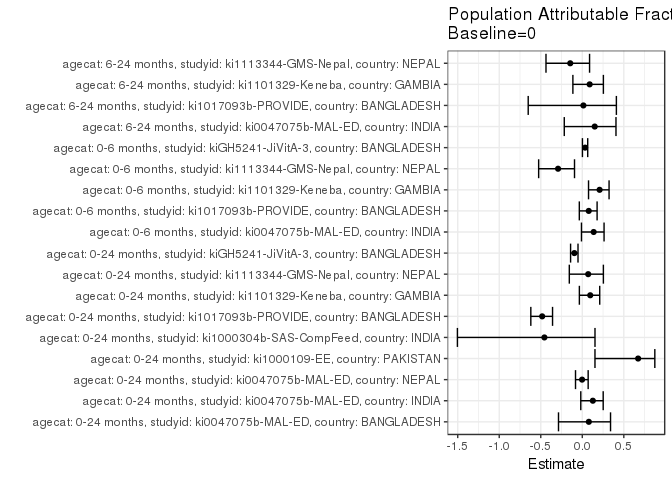 Population Attributable Fract
Baseline=0
agecat: 6-24 months, studyid: ki1113344-GMS-Nepal, country: NEPAL
agecat: 6-24 months, studyid: ki1101329-Keneba, country: GAMBIA
agecat: 6-24 months, studyid: ki1017093b-PROVIDE, country: BANGLADESH
agecat: 6-24 months, studyid: ki0047075b-MAL-ED, country: INDIA
agecat: 0-6 months, studyid: kiGH5241-JiVitA-3, country: BANGLADESH
agecat: 0-6 months, studyid: ki1113344-GMS-Nepal, country: NEPAL
agecat: 0-6 months, studyid: ki1101329-Keneba, country: GAMBIA
agecat: 0-6 months, studyid: ki1017093b-PROVIDE, country: BANGLADESH
agecat: 0-6 months, studyid: ki0047075b-MAL-ED, country: INDIA
agecat: 0-24 months, studyid: kiGH5241-JiVitA-3, country: BANGLADESH
agecat: 0-24 months, studyid: ki1113344-GMS-Nepal, country: NEPAL
agecat: 0-24 months, studyid: ki1101329-Keneba, country: GAMBIA
agecat: 0-24 months, studyid: ki1017093b-PROVIDE, country: BANGLADESH
agecat: 0-24 months, studyid: ki1000304b-SAS-CompFeed, country: INDIA
agecat: 0-24 months, studyid: ki1000109-EE, country: PAKISTAN
agecat: 0-24 months, studyid: ki0047075b-MAL-ED, country: NEPAL
agecat: 0-24 months, studyid: ki0047075b-MAL-ED, country: INDIA
agecat: 0-24 months, studyid: ki0047075b-MAL-ED, country: BANGLADESH
-1.5 -1.0 -0.5 0.0 0.5
Estimate